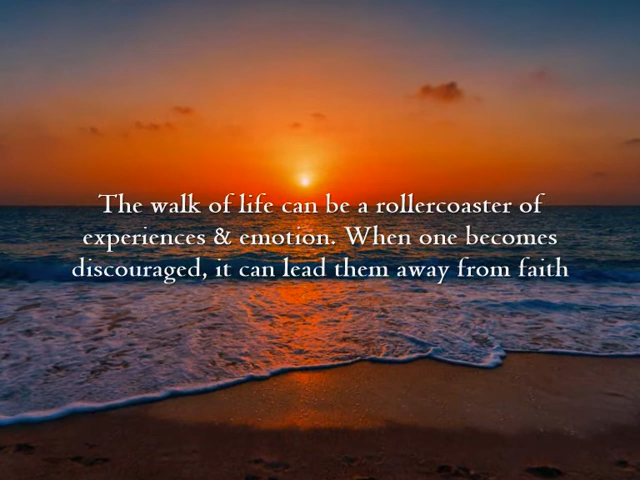 The walk of life can be a rollercoaster of
experiences & emotion. When one becomes
discouraged, it can lead them away from faith